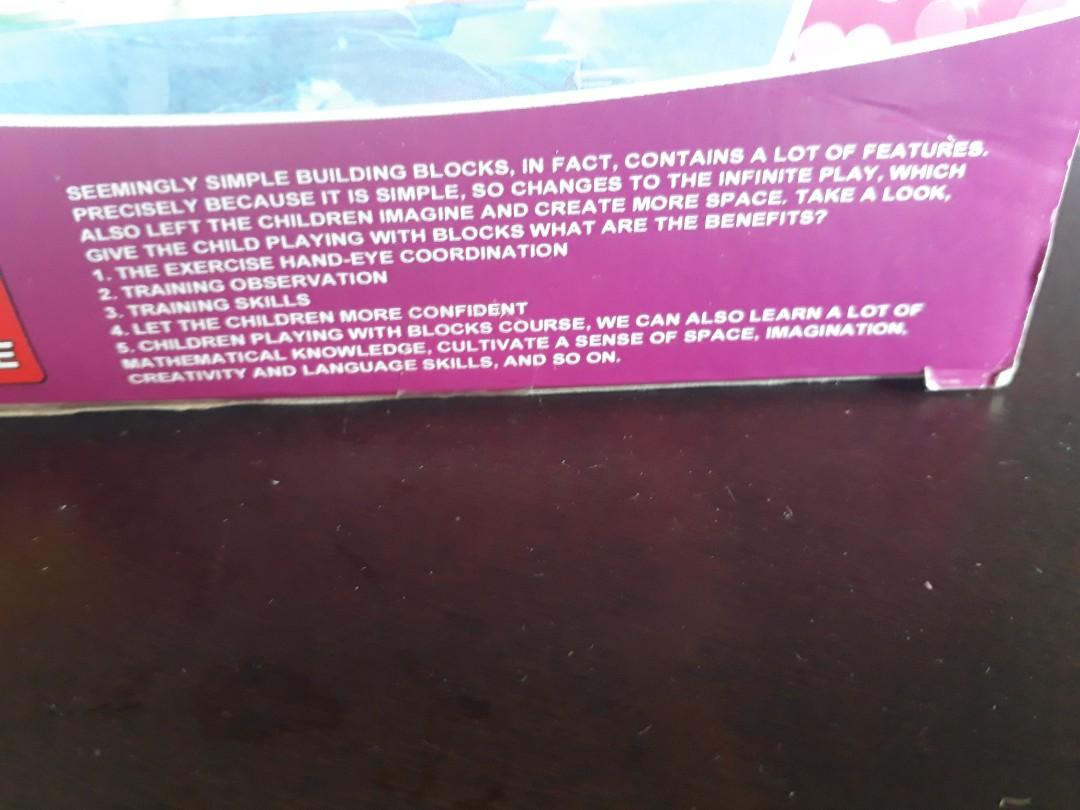 SEEMINGLY SIMPLE BUILDING BLOCKS, IN FACT, CONTAINS A LOT OF FEATURES.
PRECISELY BECAUSE IT IS SIMPLE, SO CHANGES TO THE INFINITE PLAY, WHICH
ALSO LEFT THE CHILDREN IMAGINE AND CREATE MORE SPACE. TAKE A LOOK,
GIVE THE CHILD PLAYING WITH BLOCKS WHAT ARE THE BENEFITS?
1. THE EXERCISE HAND-EYE COORDINATION
2. TRAINING OBSERVATION
3. TRAINING SKILLS
4. LET THE CHILDREN MORE CONFIDENT
5. CHILDREN PLAYING WITH BLOCKS COURSE, WE CAN ALSO LEARN A LOT OF
MATHEMATICAL KNOWLEDGE, CULTIVATE A SENSE OF SPACE, IMAGINATION,
CREATIVITY AND LANGUAGE SKILLS, AND SO ON.